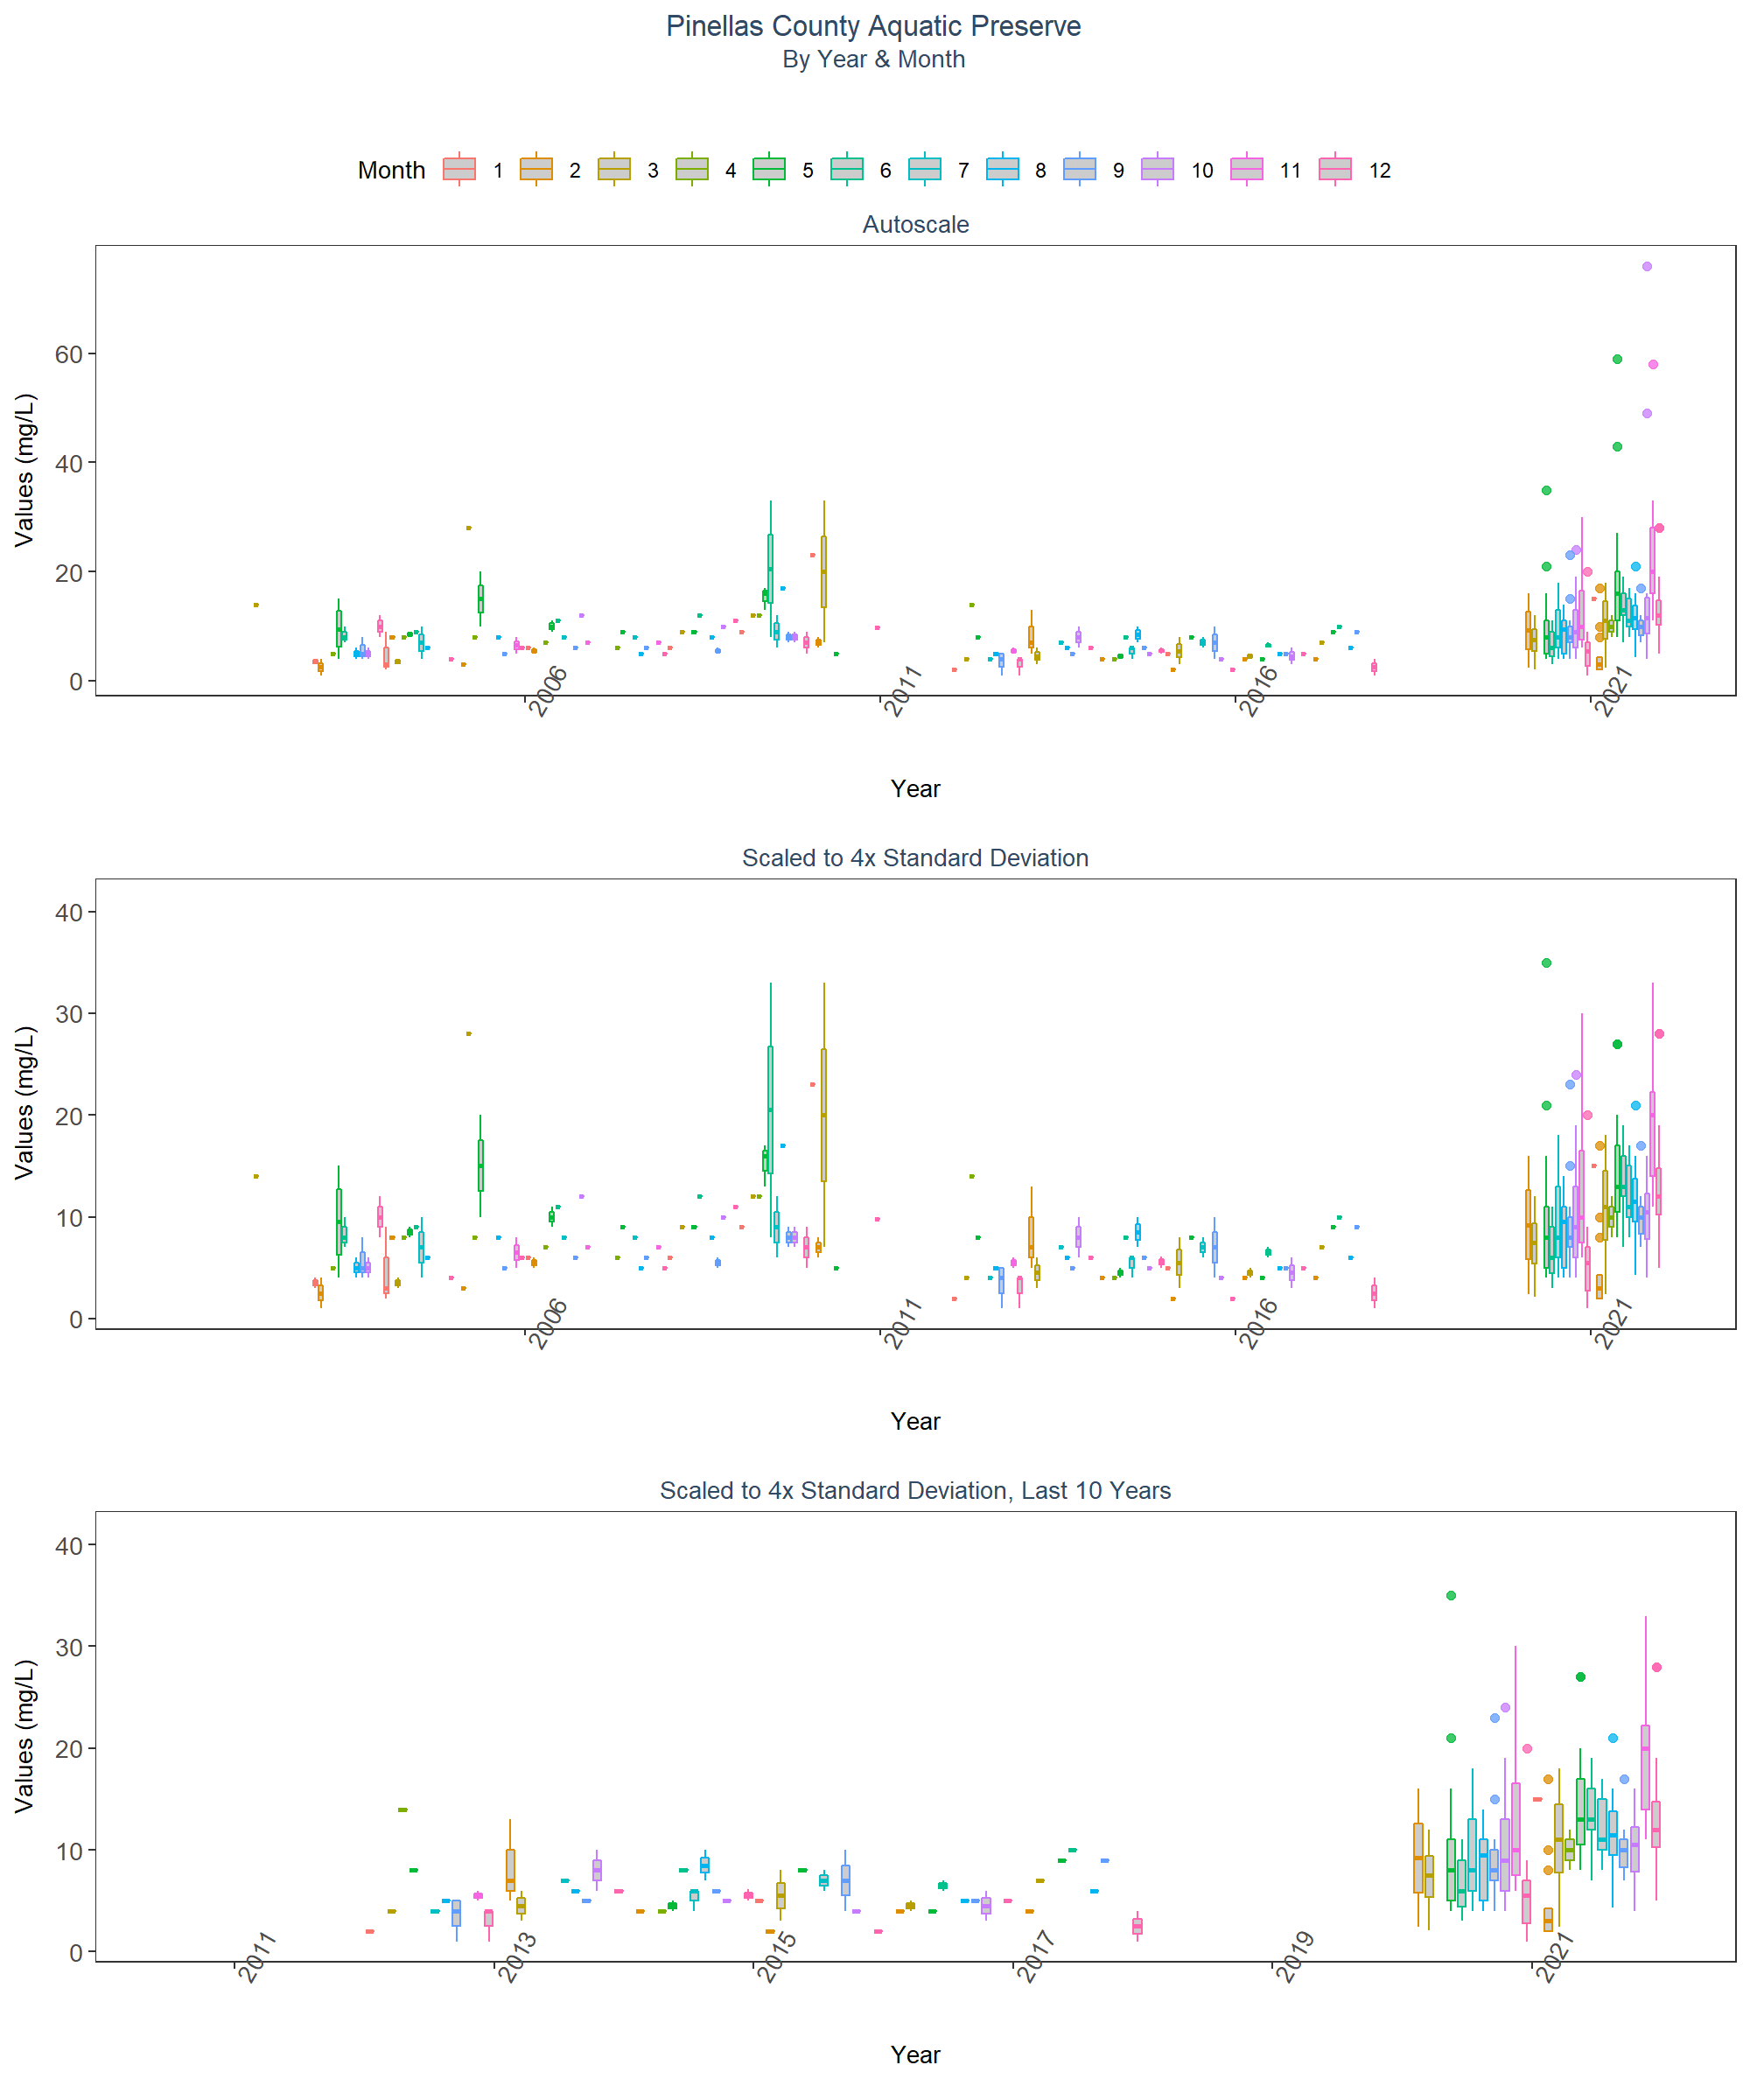 Pinellas County Aquatic Preserve
By Year & Month
Month 1 2 3 4 5 6 7 8 9 10 11 12
Autoscale
Values (mg/L)
60
40
20
0
2006 2011 2016 2021
Year
Scaled to 4x Standard Deviation
Values (mg/L)
40
30
20
10
0
2006 2011 2016 2021
Year
Scaled to 4x Standard Deviation, Last 10 Years
Values (mg/L)
40
30
20
10
0
2011 2013 2015 2017 2019 2021
Year